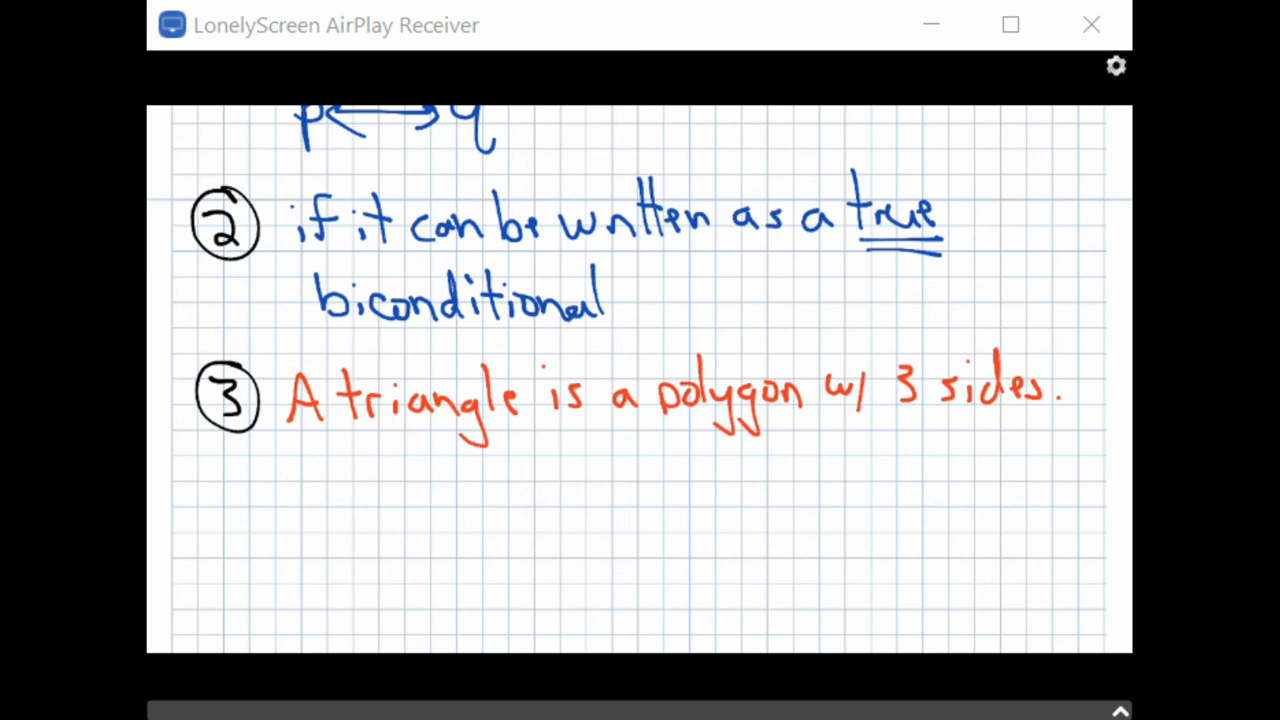 LonelyScreen AirPlay Receiver
p ↔ q
② if it can be written as a true
biconditional
③ A triangle is a polygon w/ 3 sides.